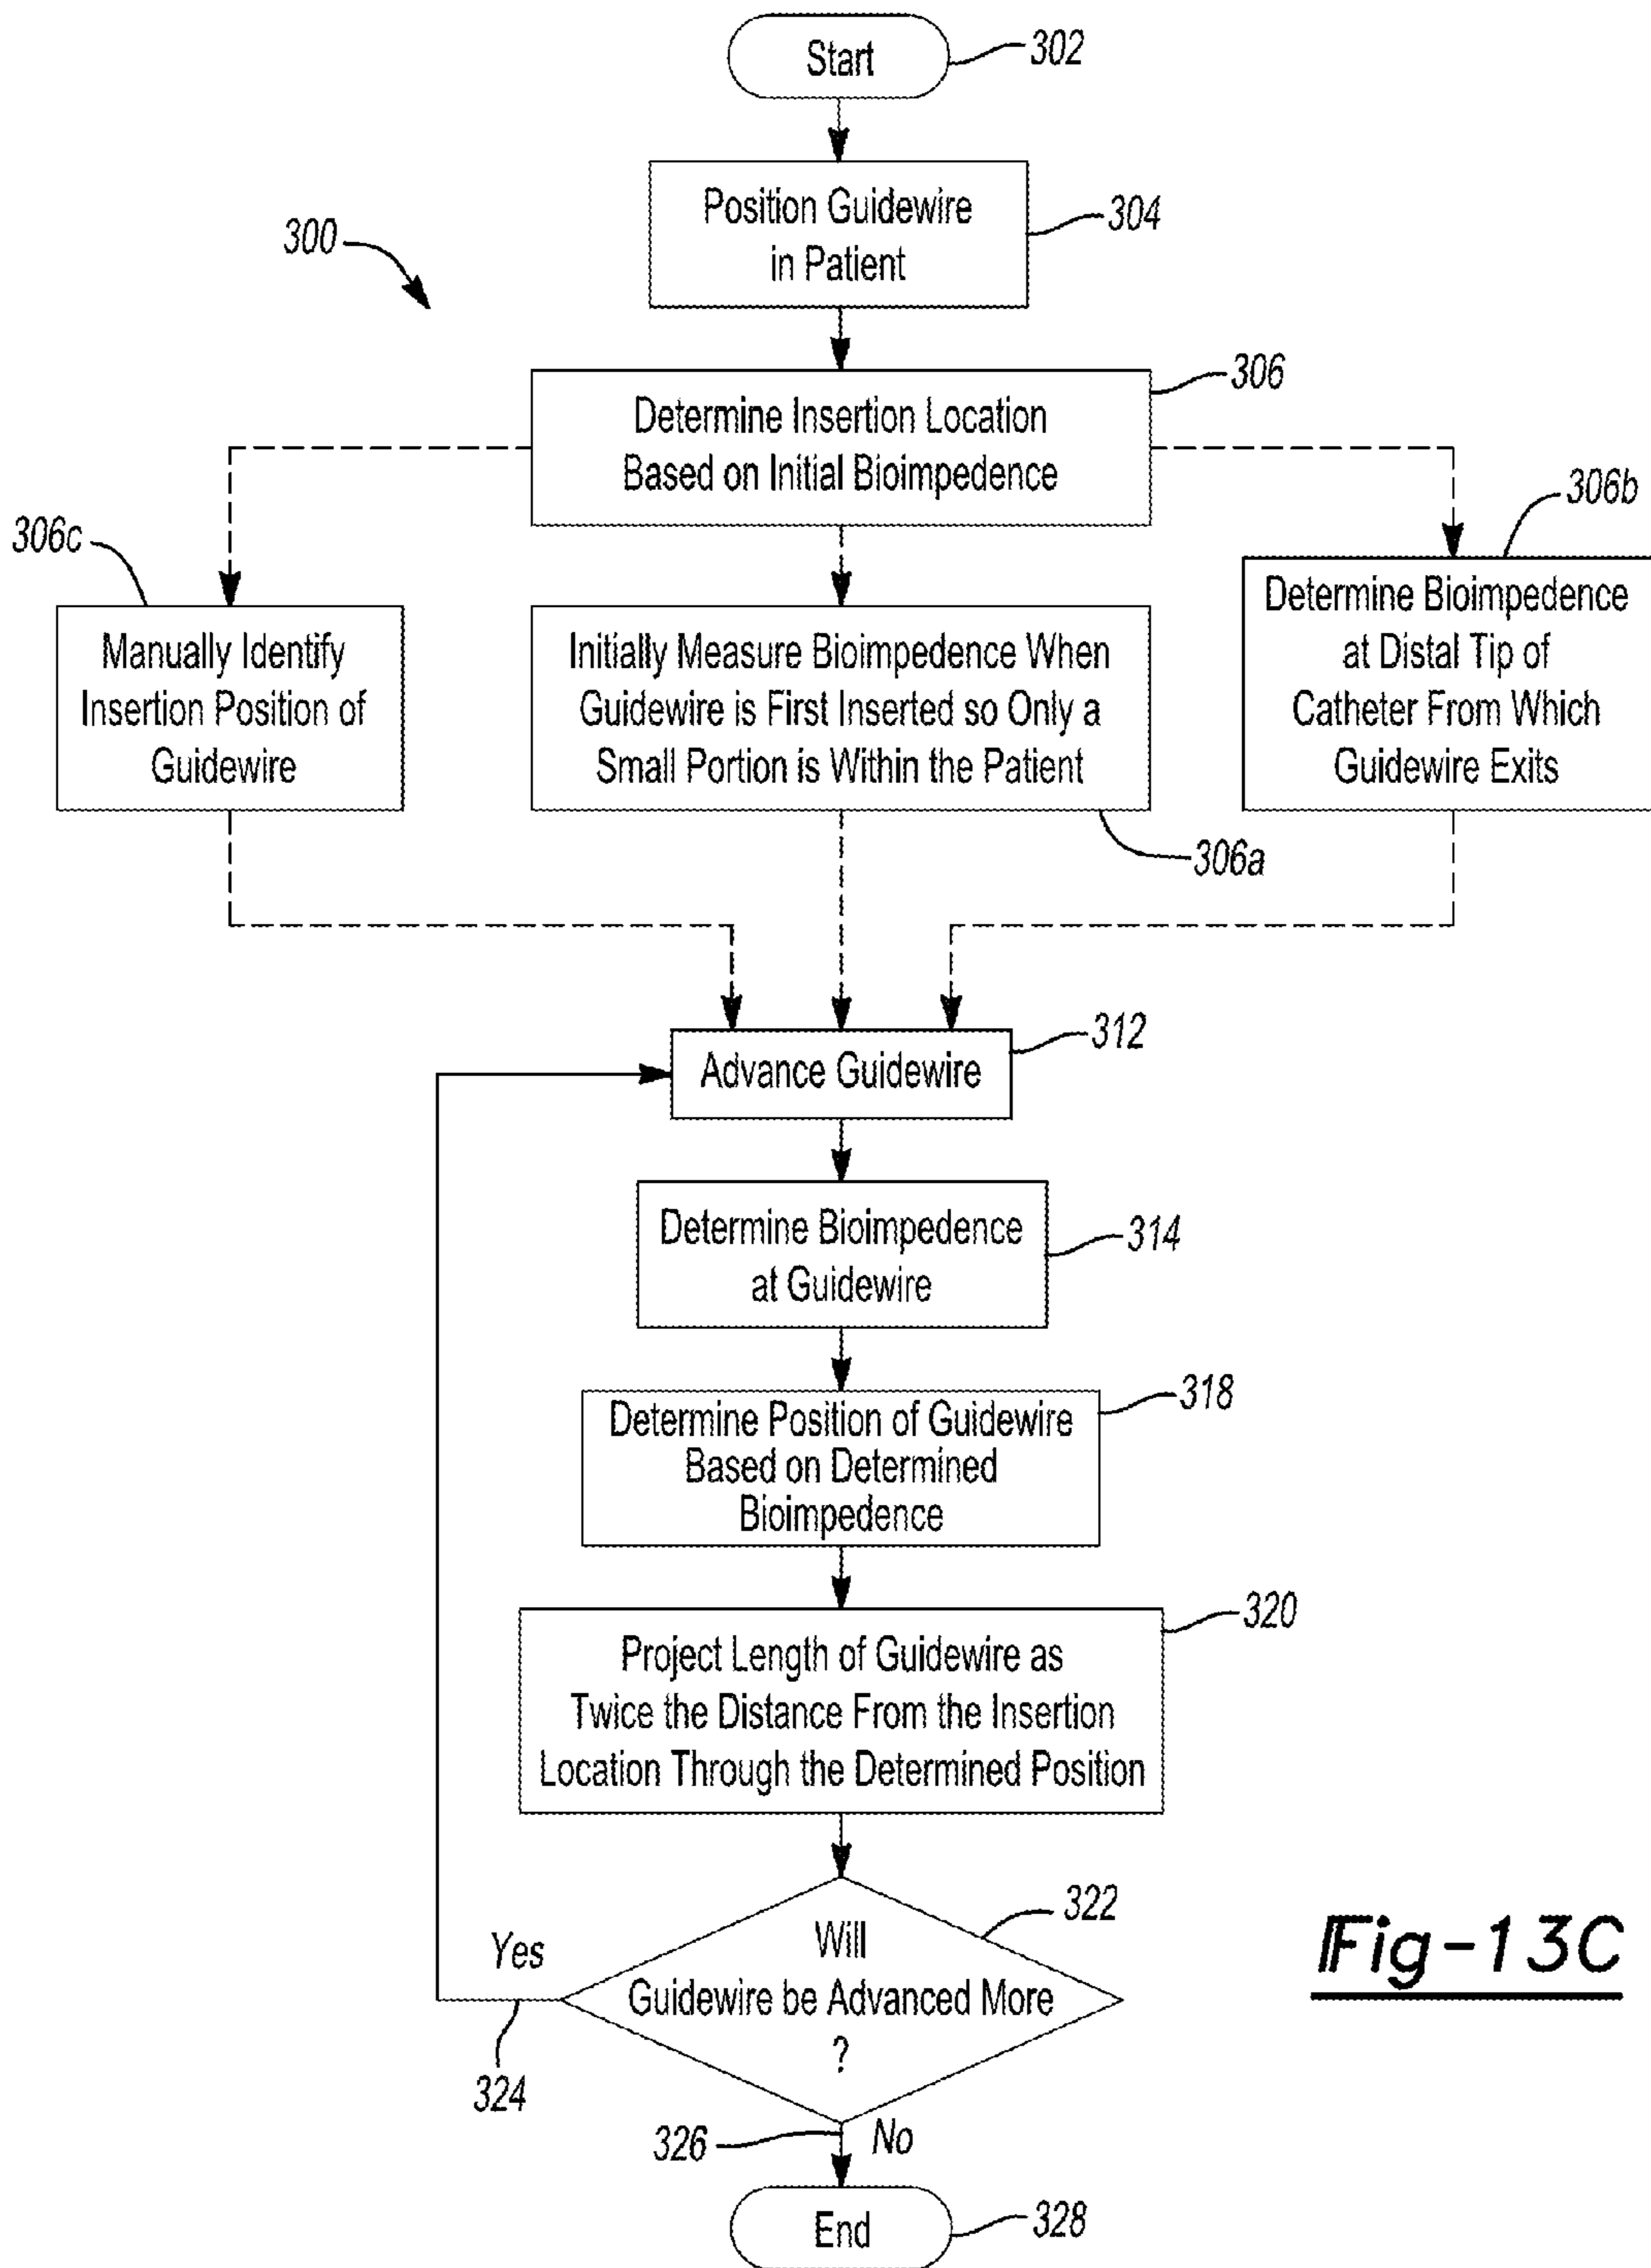 Start
302
Position Guidewire
in Patient
304
300
Determine Insertion Location
Based on Initial Bioimpedence
306
306c
306b
Manually Identify
Insertion Position of
Guidewire
Initially Measure Bioimpedence When
Guidewire is First Inserted so Only a
Small Portion is Within the Patient
306a
Determine Bioimpedence
at Distal Tip of
Catheter From Which
Guidewire Exits
Advance Guidewire
312
Determine Bioimpedence
at Guidewire
314
Determine Position of Guidewire
Based on Determined
Bioimpedence
318
Project Length of Guidewire as
Twice the Distance From the Insertion
Location Through the Determined Position
320
Will
Guidewire be Advanced More
?
322
Yes
324
326
No
End
328
Fig-13C